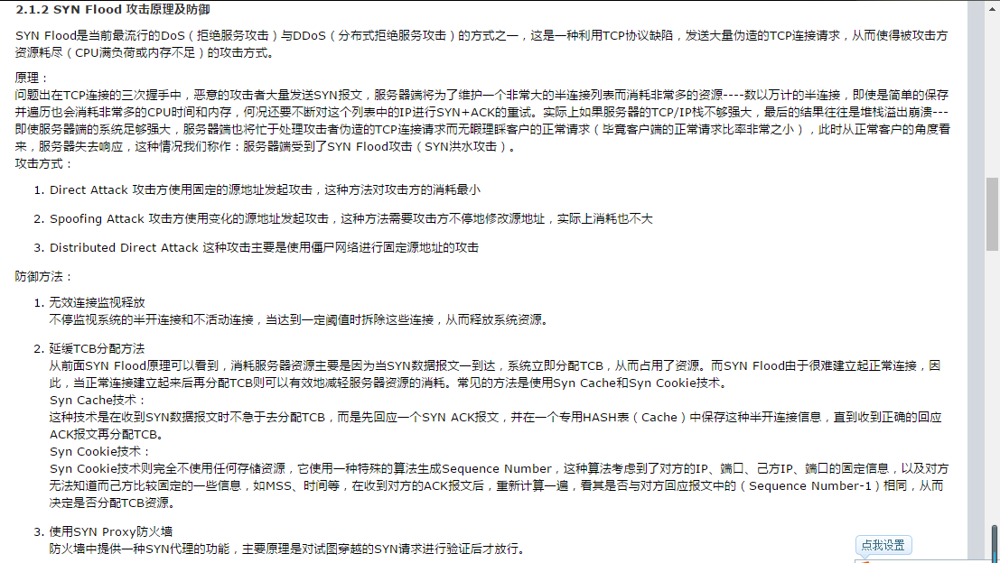 2.1.2 SYN Flood 攻击原理及防御
SYN Flood是当前最流行的DoS（拒绝服务攻击）与DDoS（分布式拒绝服务攻击）的方式之一，这是一种利用TCP协议缺陷，发送大量伪造的TCP连接请求，从而使得被攻击方
资源耗尽（CPU满负荷或内存不足）的攻击方式。
原理：
问题出在TCP连接的三次握手中，恶意的攻击者大量发送SYN报文，服务器端将为了维护一个非常大的半连接列表而消耗非常多的资源----数以万计的半连接，即使是简单的保存
并遍历也会消耗非常多的CPU时间和内存，何况还要不断对这个列表中的IP进行SYN+ACK的重试。实际上如果服务器的TCP/IP栈不够强大，最后的结果往往是堆栈溢出崩溃---
即使服务器端的系统足够强大，服务器端也将忙于处理攻击者伪造的TCP连接请求而无暇理睬客户的正常请求（毕竟客户端的正常请求比率非常之小），此时从正常客户的角度看
来，服务器失去响应，这种情况我们称作：服务器端受到了SYN Flood攻击（SYN洪水攻击）。
攻击方式：
1. Direct Attack 攻击方使用固定的源地址发起攻击，这种方法对攻击方的消耗最小
2. Spoofing Attack 攻击方使用变化的源地址发起攻击，这种方法需要攻击方不停地修改源地址，实际上消耗也不大
3. Distributed Direct Attack 这种攻击主要是使用僵尸网络进行固定源地址的攻击
防御方法：
1. 无效连接监视释放
不停监视系统的半开连接和不活动连接，当达到一定阈值时拆除这些连接，从而释放系统资源。
2. 延缓TCB分配方法
从前面SYN Flood原理可以看到，消耗服务器资源主要是因为当SYN数据报文一到达，系统立即分配TCB，从而占用了资源。而SYN Flood由于很难建立起正常连接，因
此，当正常连接建立起来后再分配TCB则可以有效地减轻服务器资源的消耗。常见的方法是使用Syn Cache和Syn Cookie技术。
Syn Cache技术：
这种技术是在收到SYN数据报文时不急于去分配TCB，而是先回应一个SYN ACK报文，并在一个专用HASH表（Cache）中保存这种半开连接信息，直到收到正确的回应
ACK报文再分配TCB。
Syn Cookie技术：
Syn Cookie技术则完全不使用任何存储资源，它使用一种特殊的算法生成Sequence Number，这种算法考虑到了对方的IP、端口、己方IP、端口的固定信息，以及对方
无法知道而己方比较固定的一些信息，如MSS、时间等，在收到对方的ACK报文后，重新计算一遍，看其是否与对方回应报文中的（Sequence Number-1）相同，从而
决定是否分配TCB资源。
3. 使用SYN Proxy防火墙
防火墙中提供一种SYN代理的功能，主要原理是对试图穿越的SYN请求进行验证后才放行。
点我设置